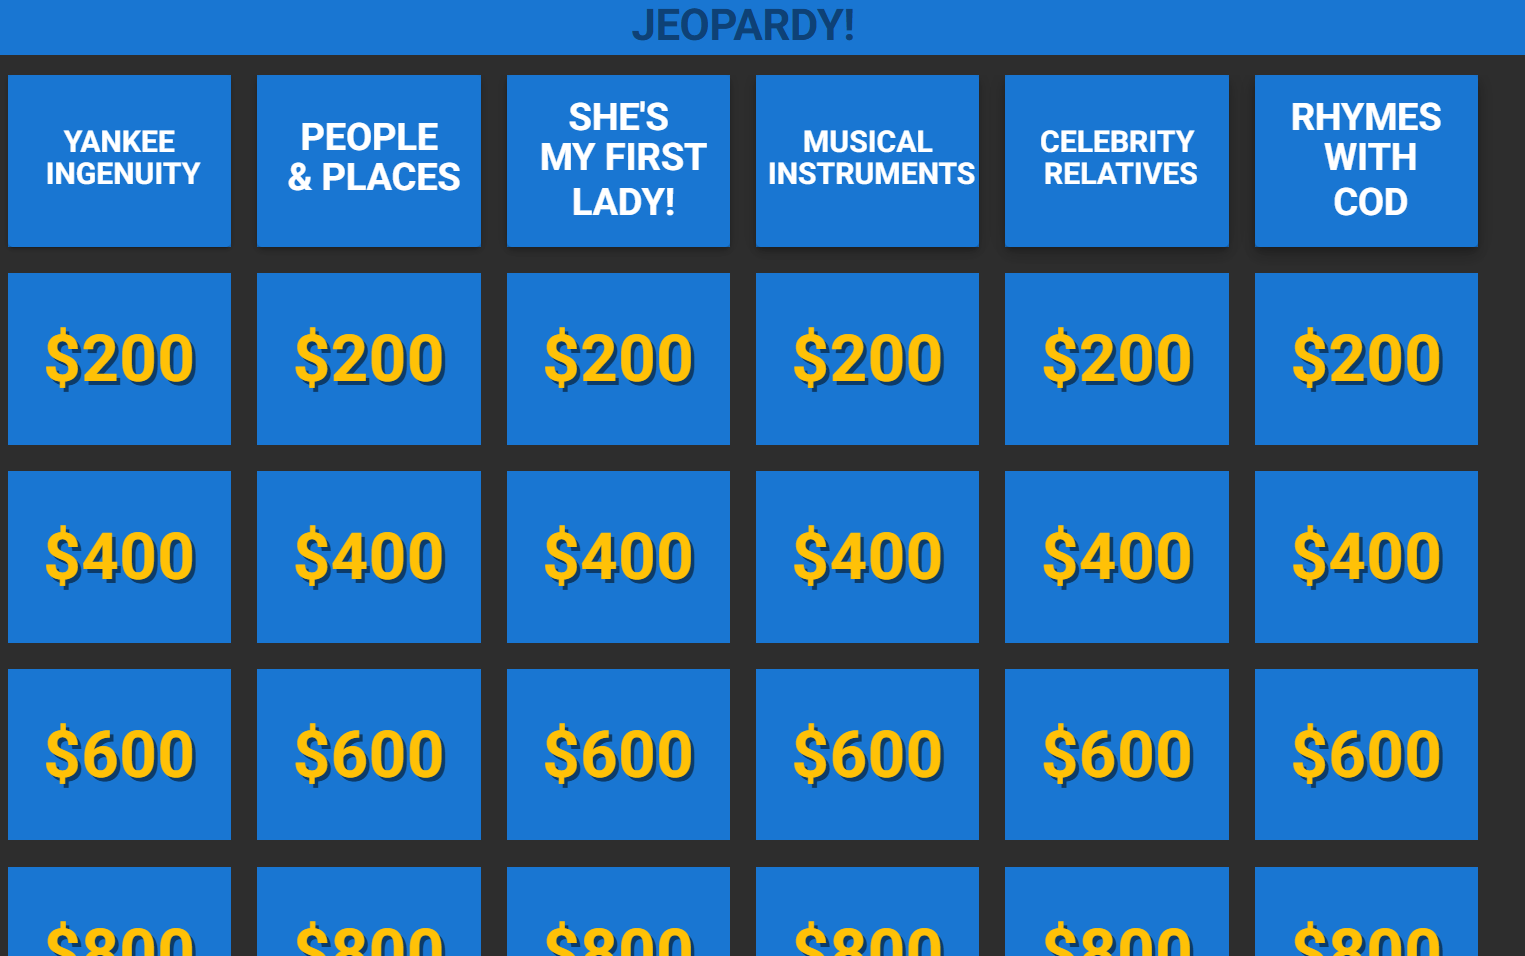 JEOPARDY!
YANKEE
INGENUITY
PEOPLE
& PLACES
SHE'S
MY FIRST
LADY!
MUSICAL
INSTRUMENTS
CELEBRITY
RELATIVES
RHYMES
WITH
COD
$200 $200 $200 $200 $200 $200
$400 $400 $400 $400 $400 $400
$600 $600 $600 $600 $600 $600
$800 $800 $800 $800 $800 $800